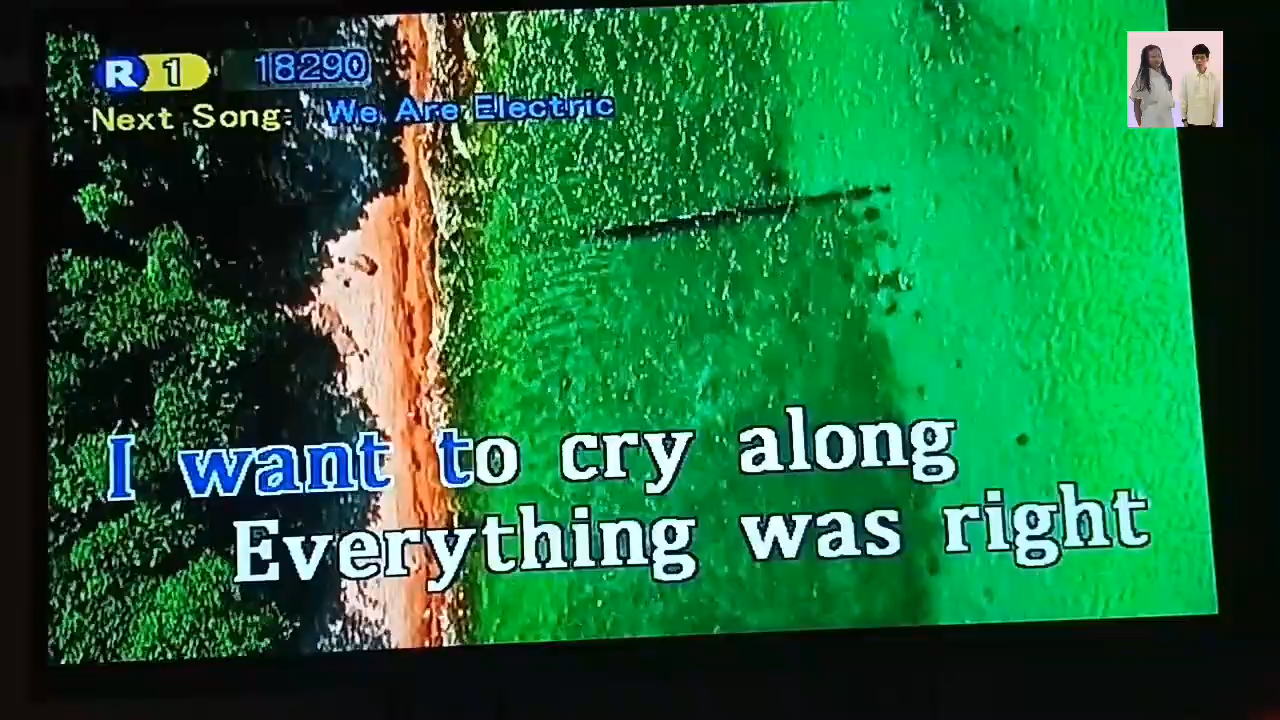 R 1 18290
Next Song: We Are Electric
I want to cry along
Everything was right